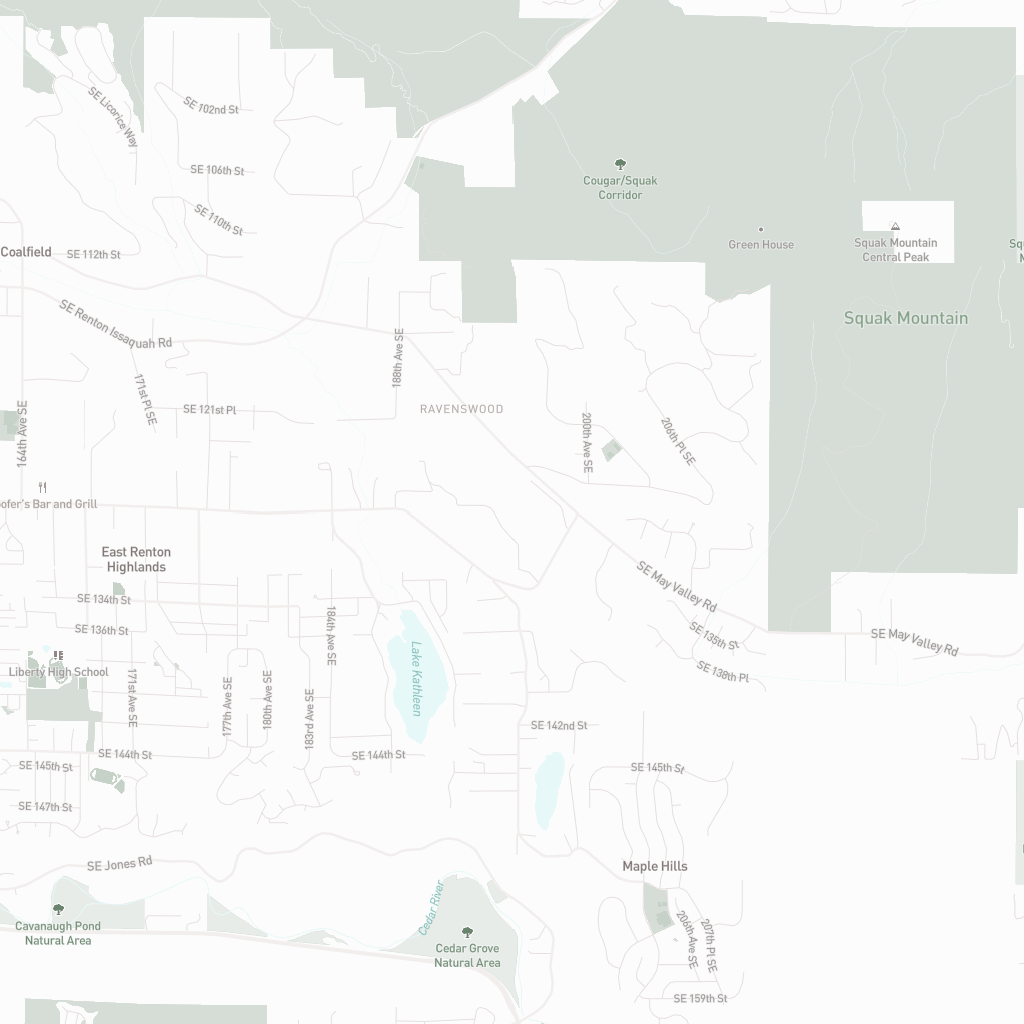 SE Licorice Way
SE 102nd St
SE 106th St
Cougar/Squak
Corridor
SE 110th St
Green House
Squak Mountain
Central Peak
Coalfield
SE 112th St
Squak Mountain
SE Renton Issaquah Rd
188th Ave SE
171st Pl SE
SE 121st Pl
RAVENSWOOD
164th Ave SE
200th Ave SE
206th Pl SE
ofer's Bar and Grill
East Renton
Highlands
SE May Valley Rd
SE 134th St
184th Ave SE
SE 136th St
SE 135th St
SE May Valley Rd
Liberty High School
Lake Kathleen
SE 138th Pl
171st Ave SE
177th Ave SE
180th Ave SE
183rd Ave SE
SE 142nd St
SE 144th St
SE 144th St
SE 145th St
SE 145th St
SE 147th St
SE Jones Rd
Maple Hills
Cedar River
Cavanaugh Pond
Natural Area
Cedar Grove
Natural Area
206th Ave SE
207th Pl SE
SE 159th St